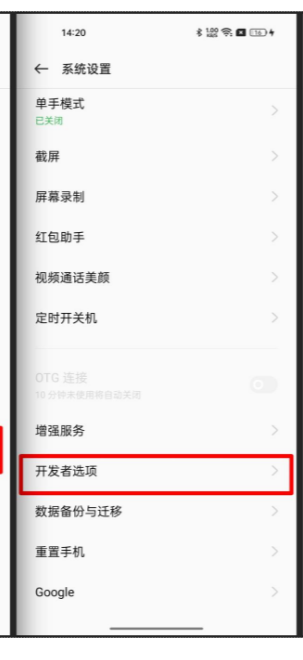 14:20
16
← 系统设置
单手模式
已关闭
截屏
屏幕录制
红包助手
视频通话美颜
定时开关机
OTG 连接
10 分钟未使用将自动关闭
增强服务
开发者选项
数据备份与迁移
重置手机
Google